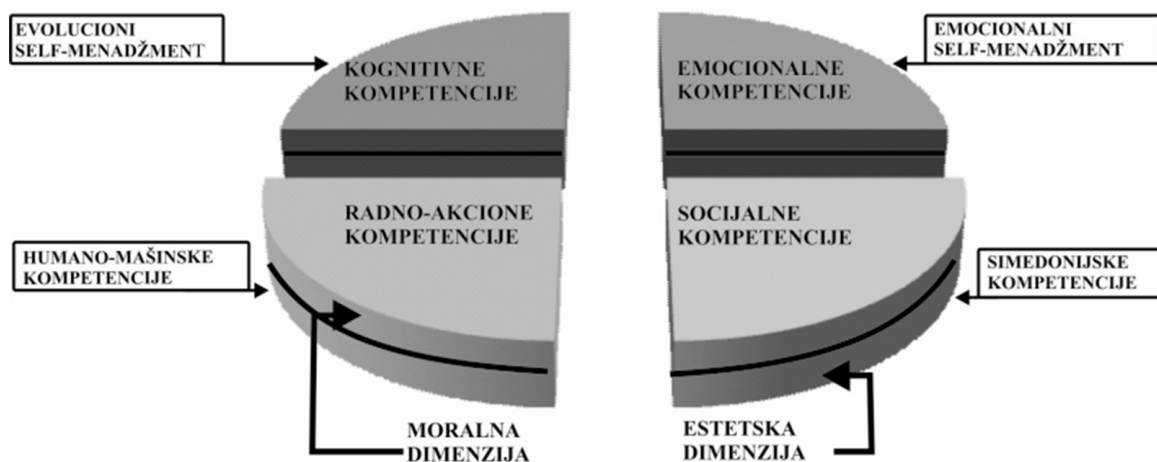 EVOLUCIONI
SELF-MENADŽMENT
KOGNITIVNE
KOMPETENCIJE
EMOCIONALNE
KOMPETENCIJE
EMOCIONALNI
SELF-MENADŽMENT
HUMANO-MAŠINSKE
KOMPETENCIJE
RADNO-AKCIONE
KOMPETENCIJE
SOCIJALNE
KOMPETENCIJE
SIMEDONIJSKE
KOMPETENCIJE
MORALNA
DIMENZIJA
ESTETSKA
DIMENZIJA